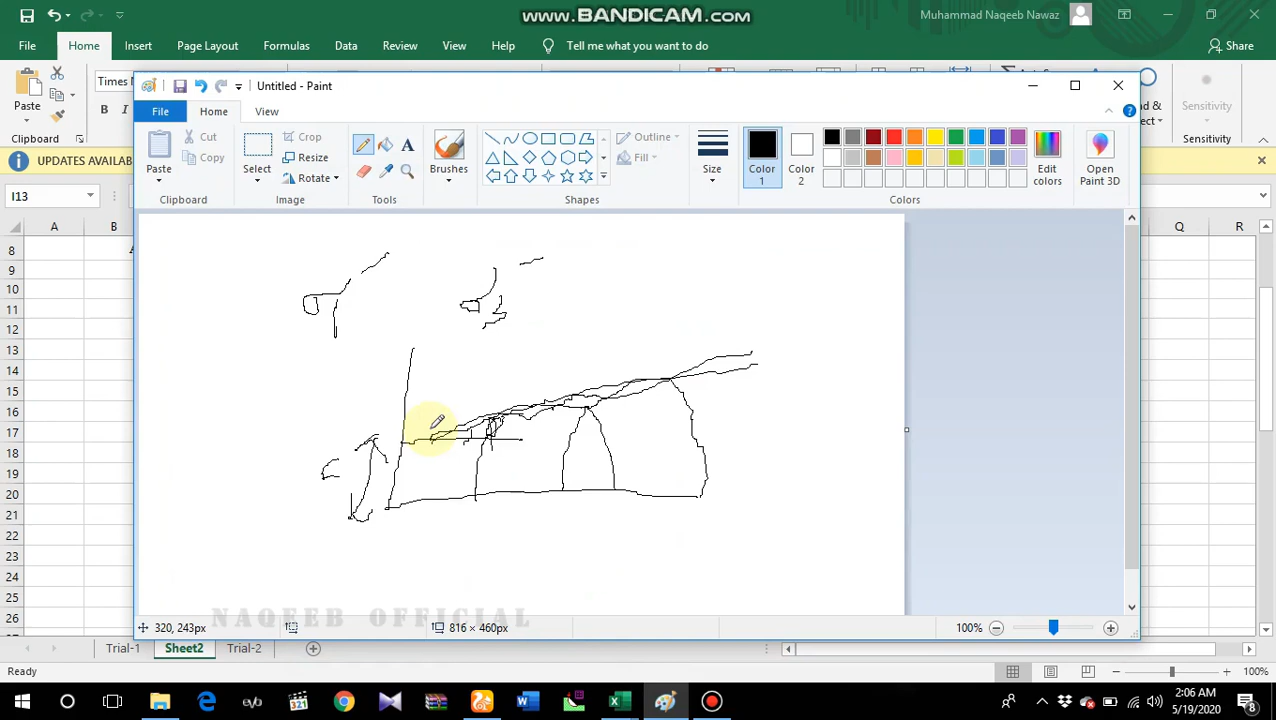 www.BANDICAM.com
Muhammad Naqeeb Nawaz
File Home Insert Page Layout Formulas Data Review View Help Tell me what you want to do Share
Untitled - Paint
File Home View
Paste
Clipboard
Times N
B
Cut
Copy
Paste
Clipboard
Select
Crop
Resize
Rotate
Image
A
Tools
Brushes
Outline
Fill
Shapes
Size
Color 1
Color 2
Edit colors
Colors
Open Paint 3D
Sensitivity
Sensitivity
UPDATES AVAILAB
I13
A B Q R
8
9
10
11
12
13
14
15
16
17
18
19
20
21
22
23
24
25
26
NAQEEB OFFICIAL
320, 243px 816 × 460px 100%
Trial-1 Sheet2 Trial-2
Ready 100%
2:06 AM
5/19/2020
8